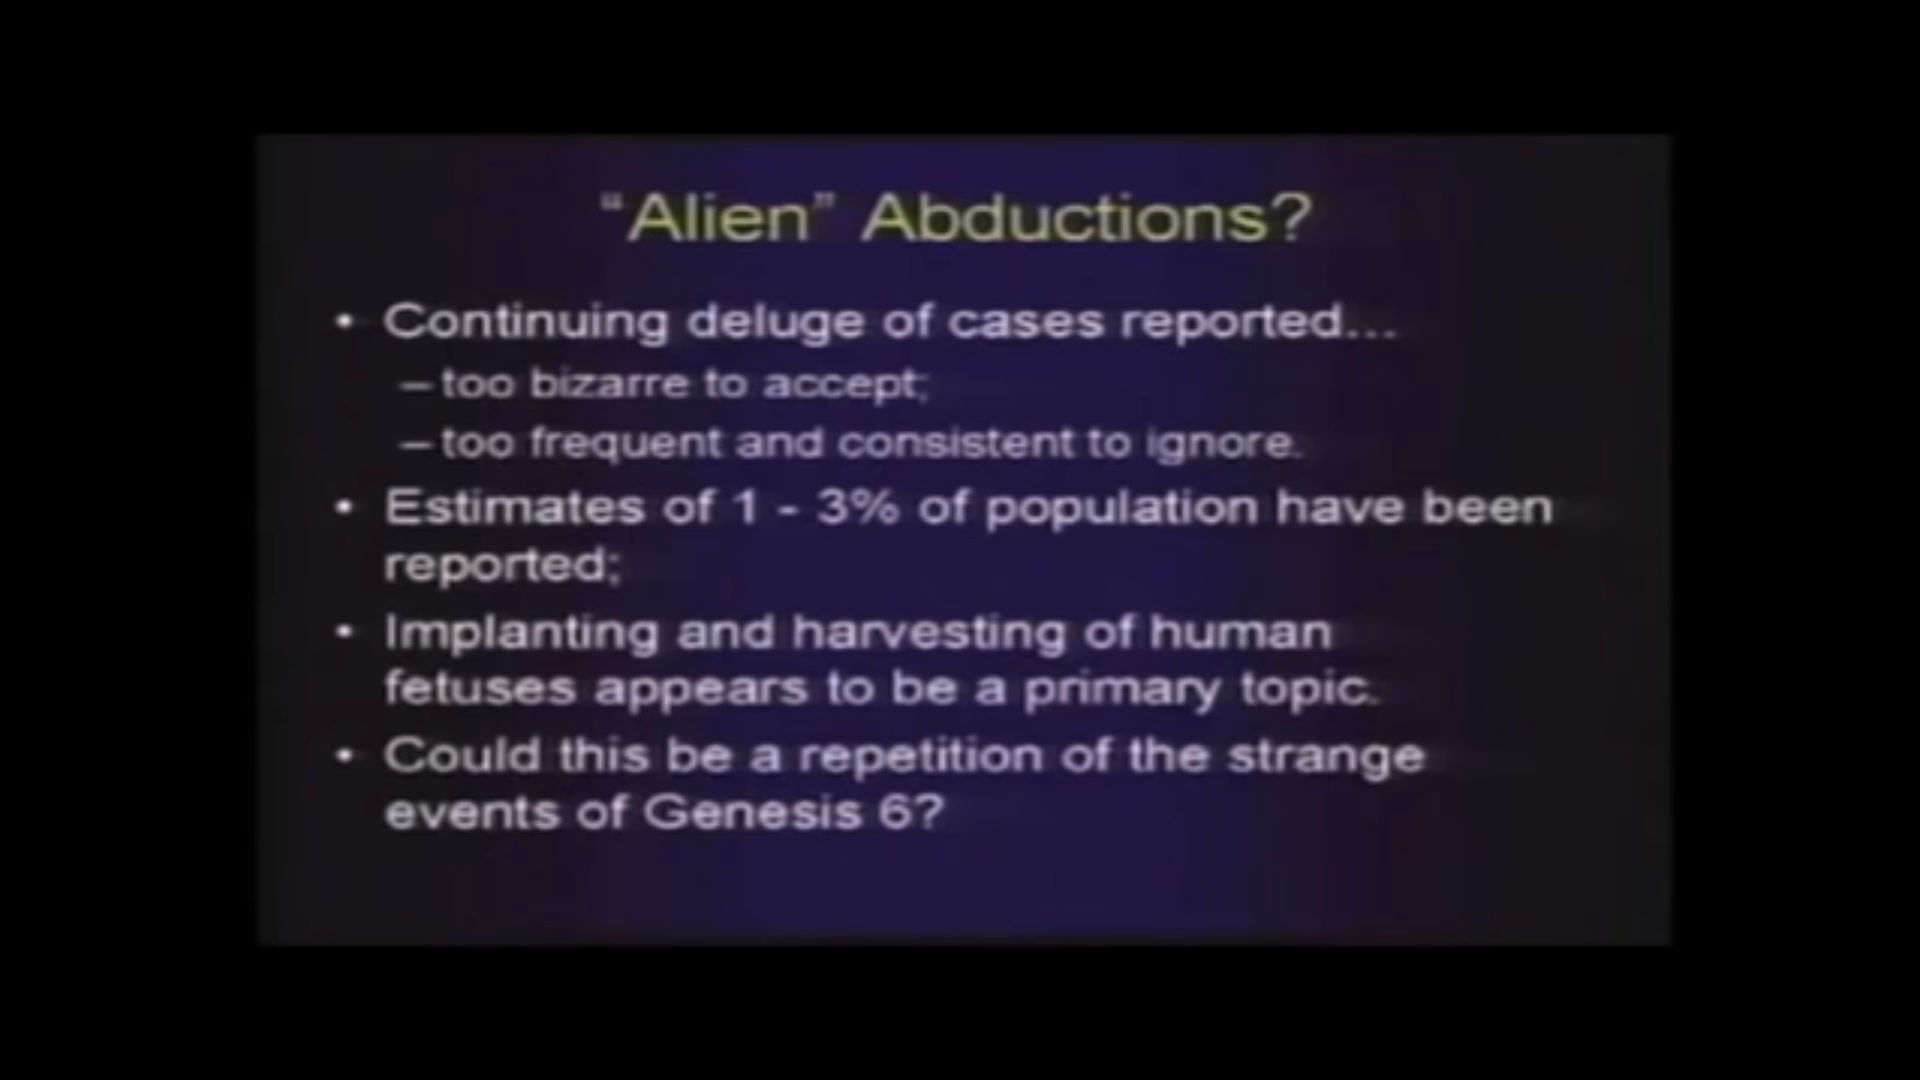 “Alien” Abductions?
• Continuing deluge of cases reported...
– too bizarre to accept;
– too frequent and consistent to ignore.
• Estimates of 1 - 3% of population have been
reported;
• Implanting and harvesting of human
fetuses appears to be a primary topic.
• Could this be a repetition of the strange
events of Genesis 6?